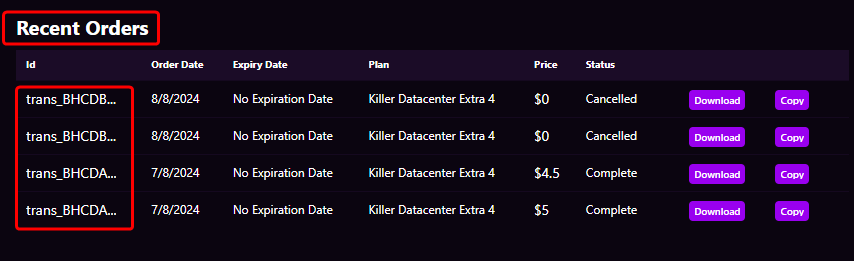 Recent Orders
Id Order Date Expiry Date Plan Price Status
trans_BHCDB... 8/8/2024 No Expiration Date Killer Datacenter Extra 4 $0 Cancelled Download Copy
trans_BHCDB... 8/8/2024 No Expiration Date Killer Datacenter Extra 4 $0 Cancelled Download Copy
trans_BHCDA... 7/8/2024 No Expiration Date Killer Datacenter Extra 4 $4.5 Complete Download Copy
trans_BHCDA... 7/8/2024 No Expiration Date Killer Datacenter Extra 4 $5 Complete Download Copy